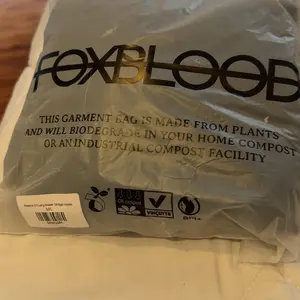 FOXBLOOD
THIS GARMENT BAG IS MADE FROM PLANTS
AND WILL BIODEGRADE IN YOUR HOME COMPOST
OR AN INDUSTRIAL COMPOST FACILITY
VINÇOTTE